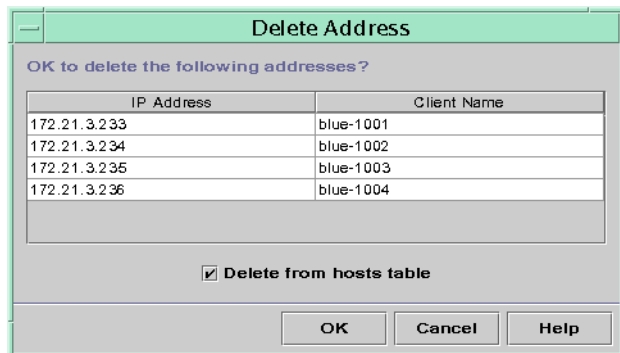 Delete Address
OK to delete the following addresses?
IP Address Client Name
172.21.3.233 blue-1001
172.21.3.234 blue-1002
172.21.3.235 blue-1003
172.21.3.236 blue-1004
Delete from hosts table
OK Cancel Help